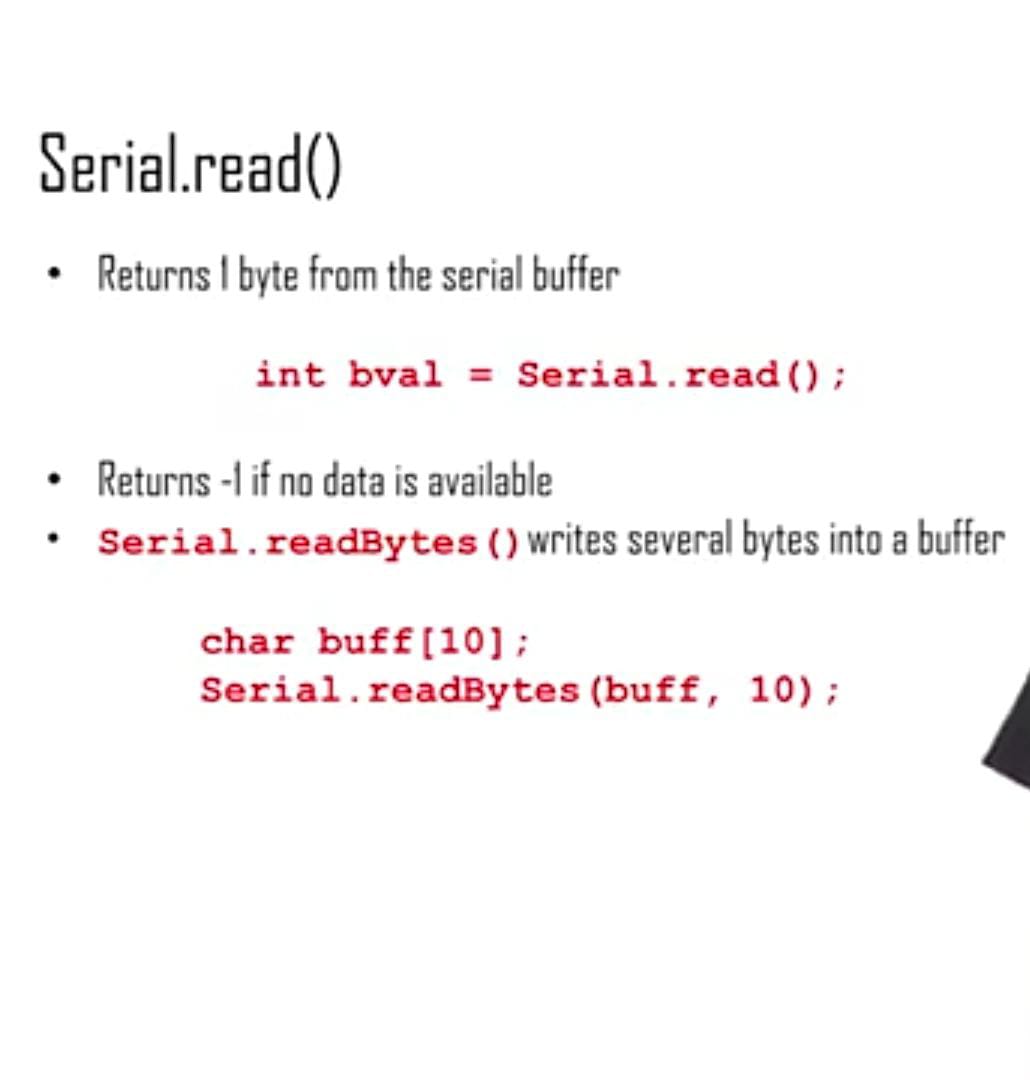 Serial.read()
• Returns 1 byte from the serial buffer
int bval = Serial.read();
• Returns -1 if no data is available
• Serial.readBytes() writes several bytes into a buffer
char buff[10];
Serial.readBytes(buff, 10);